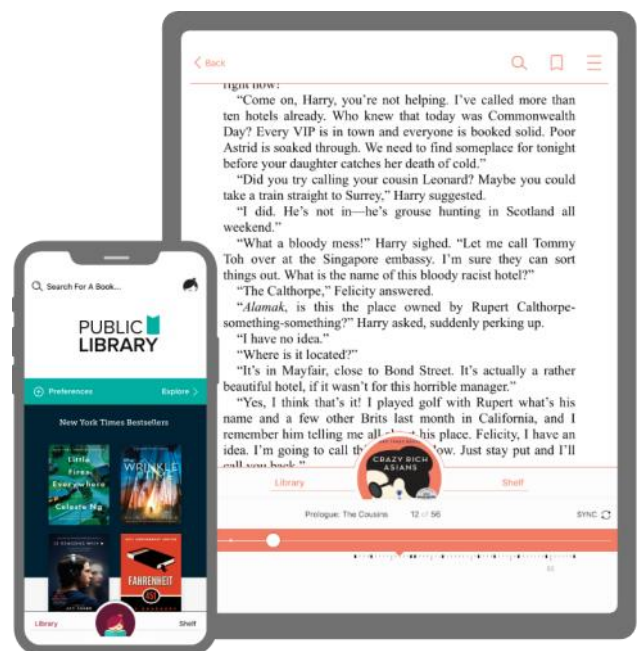 Back
right now?
“Come on, Harry, you’re not helping. I’ve called more than
ten hotels already. Who knew that today was Commonwealth
Day? Every VIP is in town and everyone is booked solid. Poor
Astrid is soaked through. We need to find someplace for tonight
before your daughter catches her death of cold.”
“Did you try calling your cousin Leonard? Maybe you could
take a train straight to Surrey,” Harry suggested.
“I did. He’s not in—he’s grouse hunting in Scotland all
weekend.”
“What a bloody mess!” Harry sighed. “Let me call Tommy
Toh over at the Singapore embassy. I’m sure they can sort
things out. What is the name of this bloody racist hotel?”
“The Calthorpe,” Felicity answered.
“Alamak, is this the place owned by Rupert Calthorpe-
something-something?” Harry asked, suddenly perking up.
“I have no idea.”
“Where is it located?”
“It’s in Mayfair, close to Bond Street. It’s actually a rather
beautiful hotel, if it wasn’t for this horrible manager.”
“Yes, I think that’s it! I played golf with Rupert what’s his
name and a few other Brits last month in California, and I
remember him telling me all his place. Felicity, I have an
idea. I’m going to call Just stay put and I’ll
call you back.”
CRAZY RICH
ASIANS
Library
Shelf
Prologue: The Cousins
12 of 56
SYNC
Search For A Book...
PUBLIC
LIBRARY
Preferences
Explore
New York Times Bestsellers
Little
Fires
Everywhere
Celeste Ng
WRINKLE
TIME
FAHRENHEIT
451
Library
Shelf